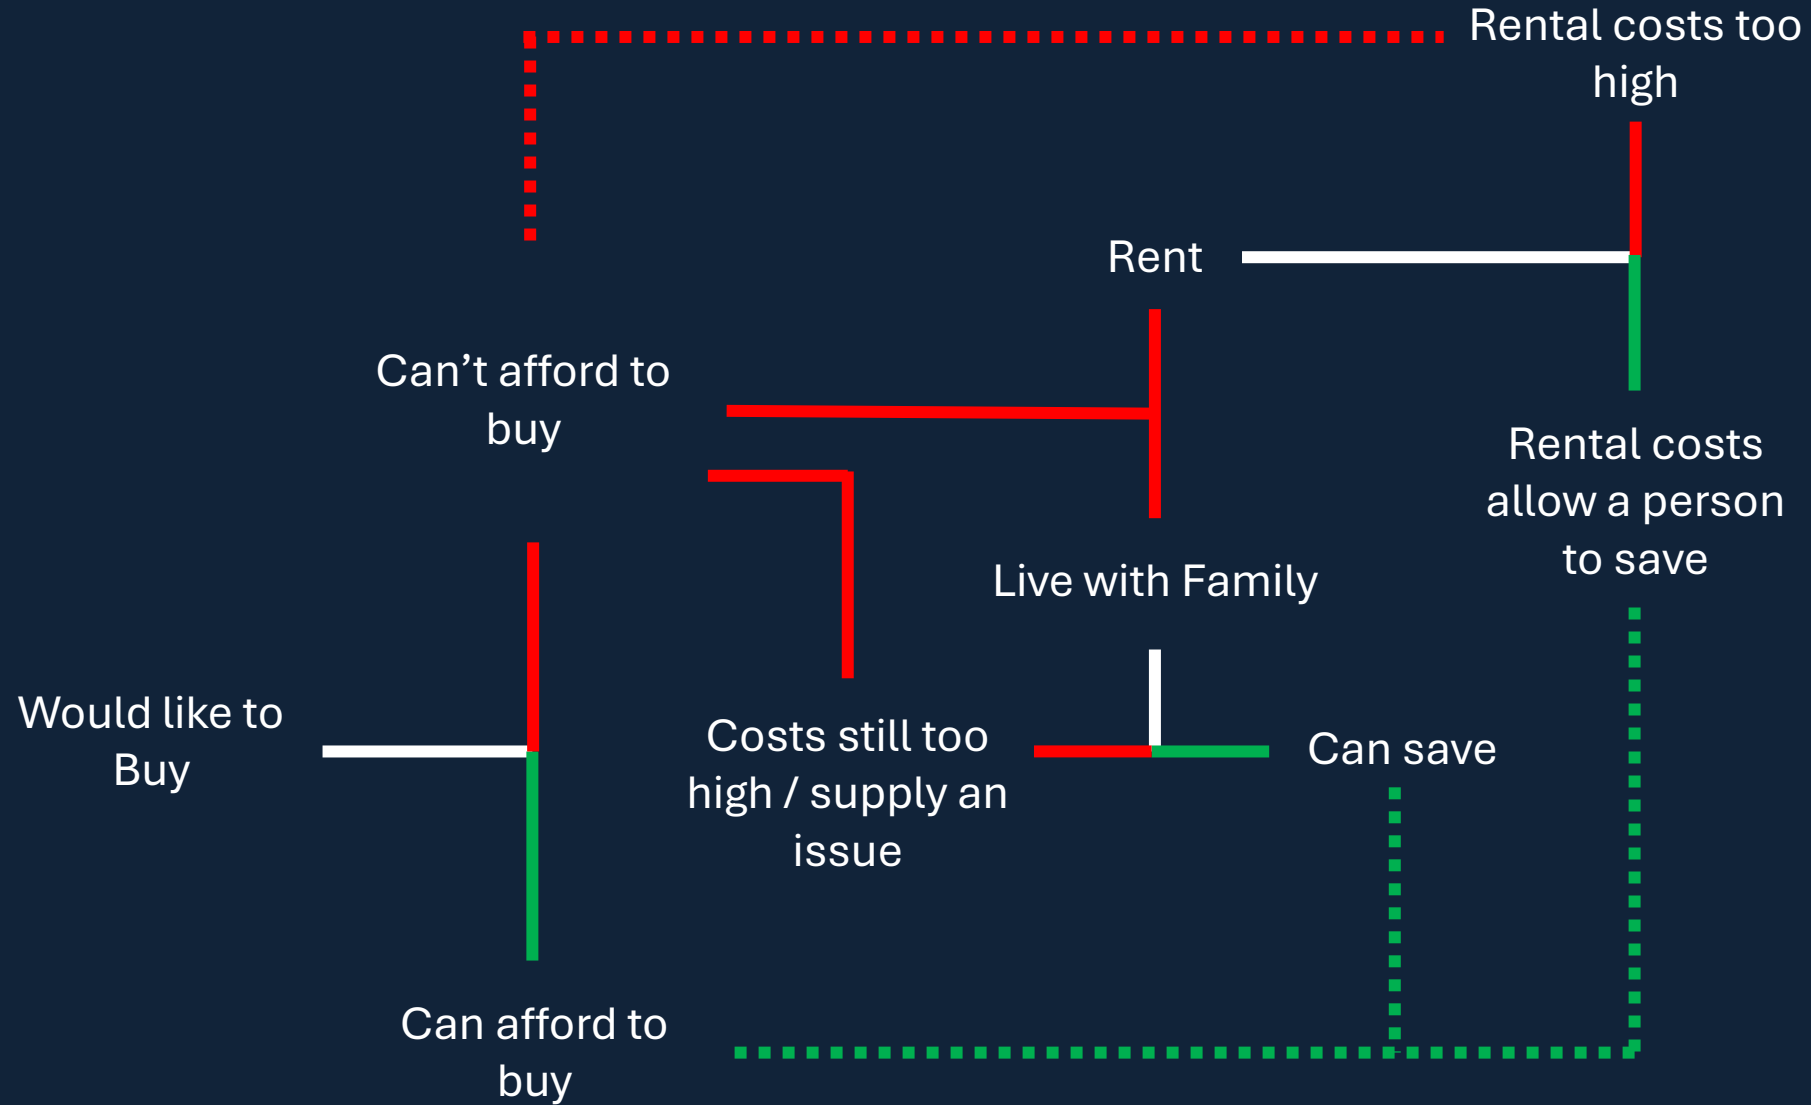 Rental costs too
high
Rent
Can’t afford to
buy
Rental costs
allow a person
to save
Live with Family
Would like to
Buy
Costs still too
high / supply an
issue
Can save
Can afford to
buy